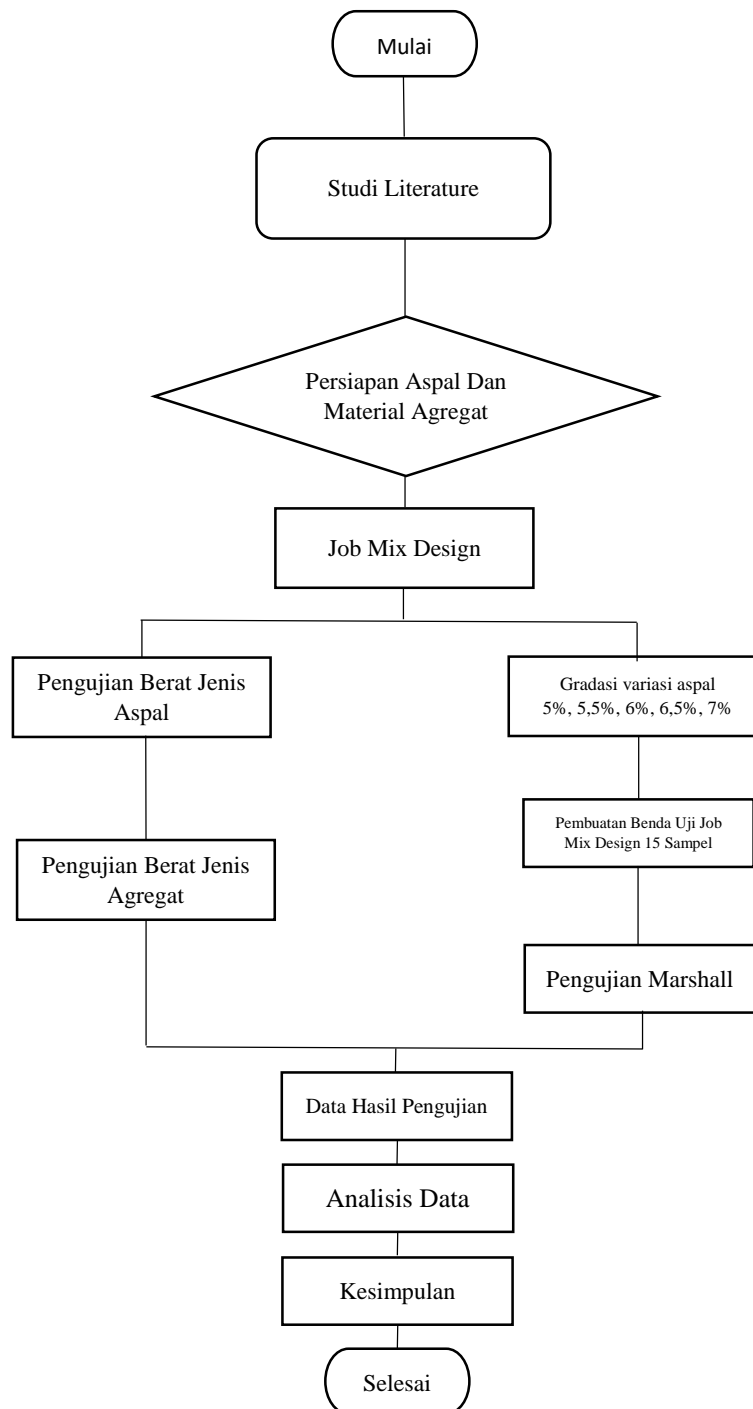 Mulai
Studi Literature
Persiapan Aspal Dan
Material Agregat
Job Mix Design
Pengujian Berat Jenis
Aspal
Pengujian Berat Jenis
Agregat
Gradasi variasi aspal
5%, 5,5%, 6%, 6,5%, 7%
Pembuatan Benda Uji Job
Mix Design 15 Sampel
Pengujian Marshall
Data Hasil Pengujian
Analisis Data
Kesimpulan
Selesai